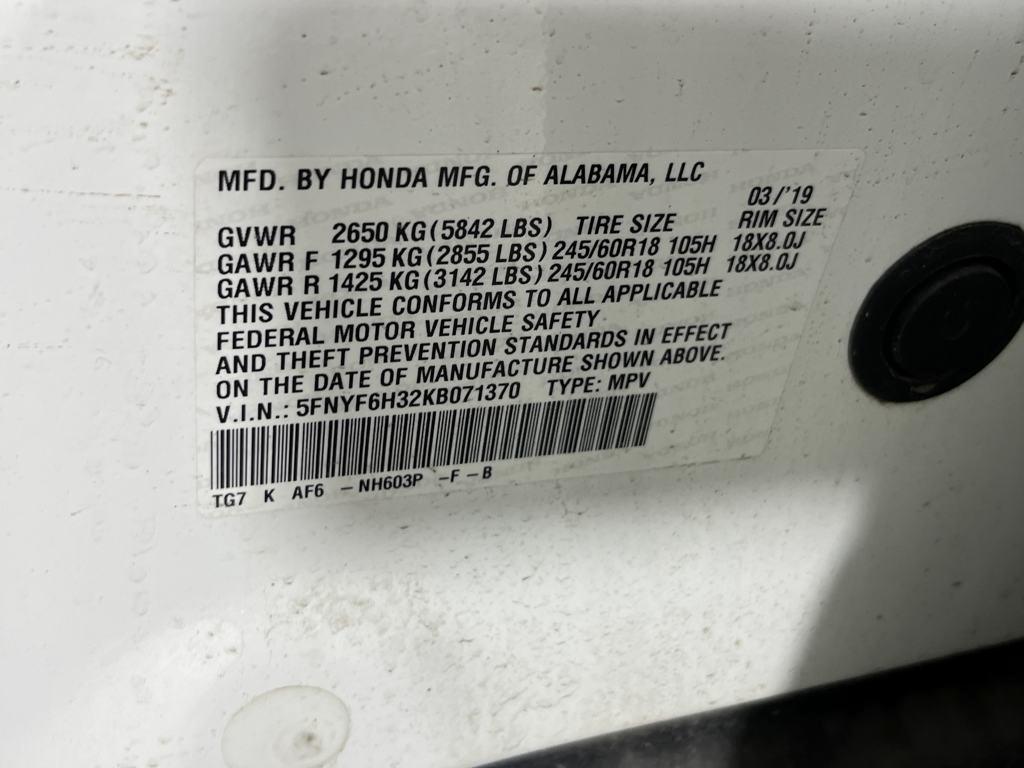 MFD. BY HONDA MFG. OF ALABAMA, LLC
03/'19
GVWR 2650 KG (5842 LBS) TIRE SIZE RIM SIZE
GAWR F 1295 KG (2855 LBS) 245/60R18 105H 18X8.0J
GAWR R 1425 KG (3142 LBS) 245/60R18 105H 18X8.0J
THIS VEHICLE CONFORMS TO ALL APPLICABLE
FEDERAL MOTOR VEHICLE SAFETY
AND THEFT PREVENTION STANDARDS IN EFFECT
ON THE DATE OF MANUFACTURE SHOWN ABOVE.
V.I.N.: 5FNYF6H32KB071370 TYPE: MPV
TG7 K AF6 - NH603P - F - B